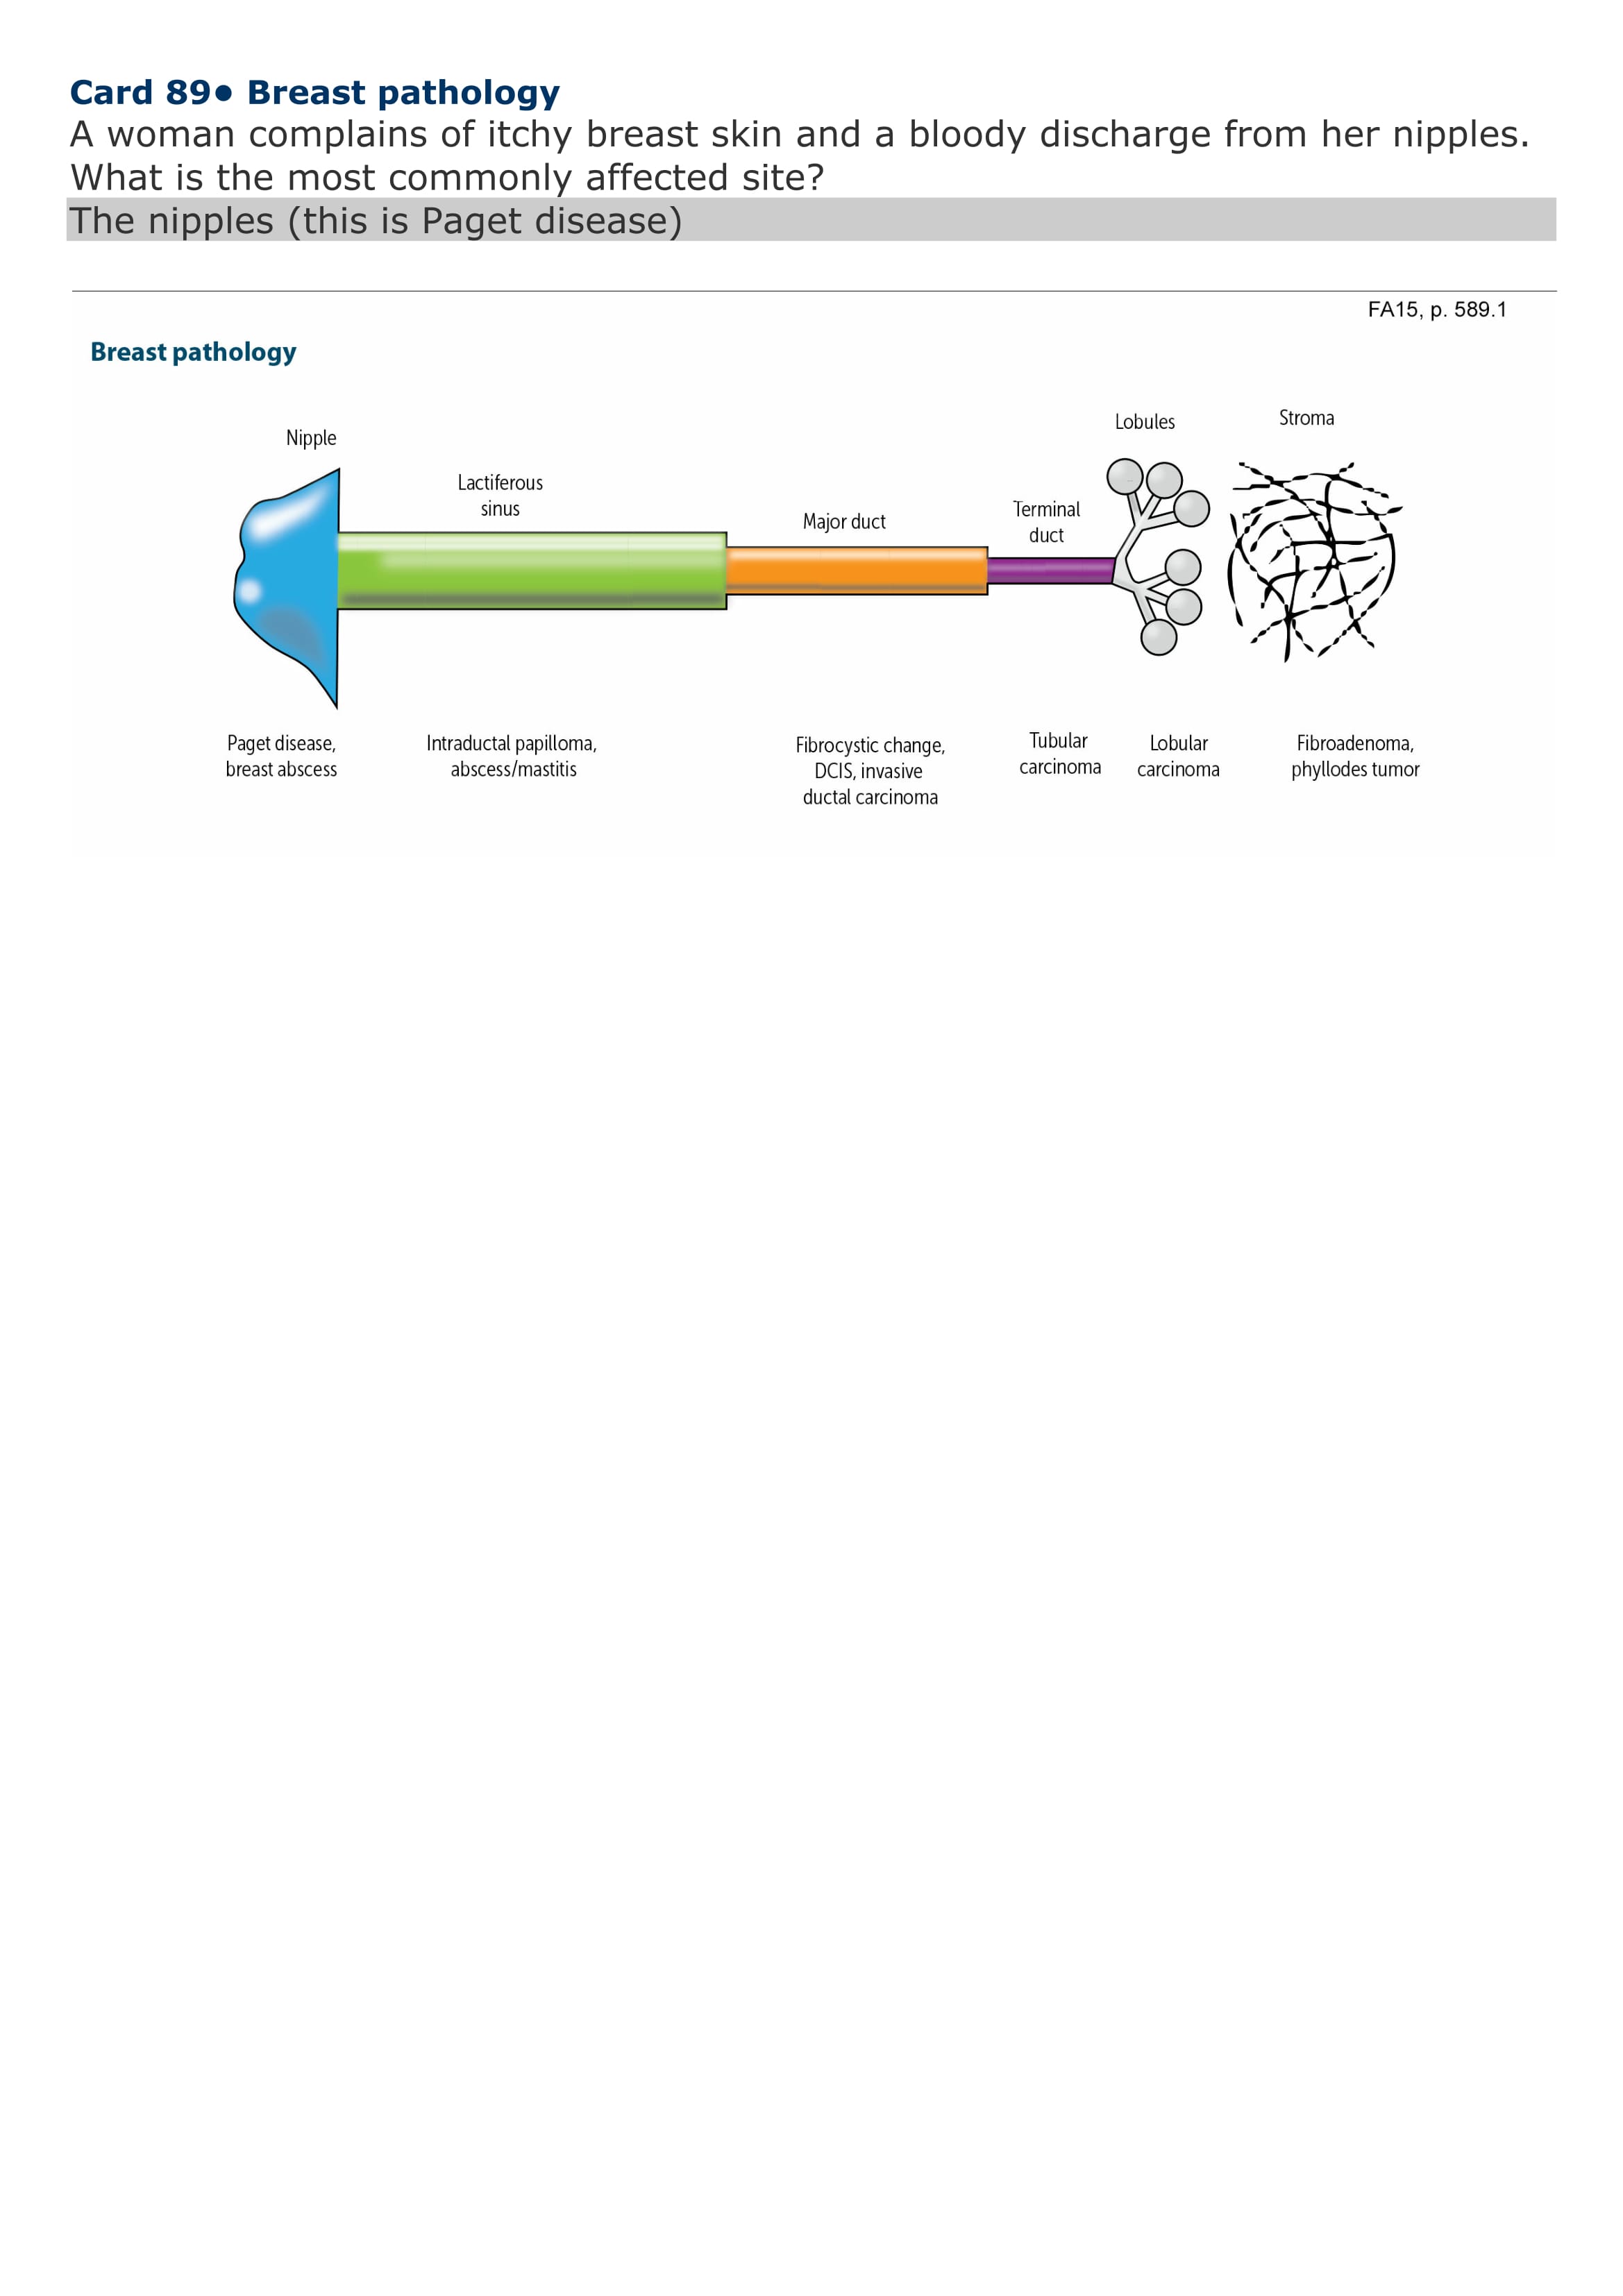 Card 89● Breast pathology
A woman complains of itchy breast skin and a bloody discharge from her nipples.
What is the most commonly affected site?
The nipples (this is Paget disease)
FA15, p. 589.1
Breast pathology
Nipple
Lactiferous
sinus
Major duct
Terminal
duct
Lobules
Stroma
Paget disease,
breast abscess
Intraductal papilloma,
abscess/mastitis
Fibrocystic change,
DCIS, invasive
ductal carcinoma
Tubular
carcinoma
Lobular
carcinoma
Fibroadenoma,
phyllodes tumor